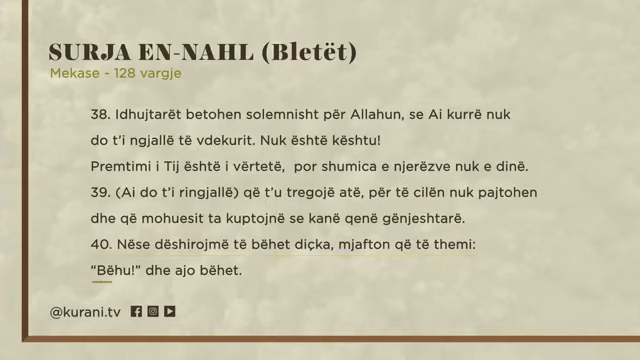 SURJA EN-NAHL (Bletët)
Mekase - 128 vargje
38. Idhujtarët betohen solemnisht për Allahun, se Ai kurrë nuk
do t'i ngjallë të vdekurit. Nuk është kështu!
Premtimi i Tij është i vërtetë, por shumica e njerëzve nuk e dinë.
39. (Ai do t'i ringjallë) që t'u tregojë atë, për të cilën nuk pajtohen
dhe që mohuesit ta kuptojnë se kanë qenë gënjeshtarë.
40. Nëse dëshirojmë të bëhet diçka, mjafton që të themi:
“Bëhu!” dhe ajo bëhet.
@kurani.tv